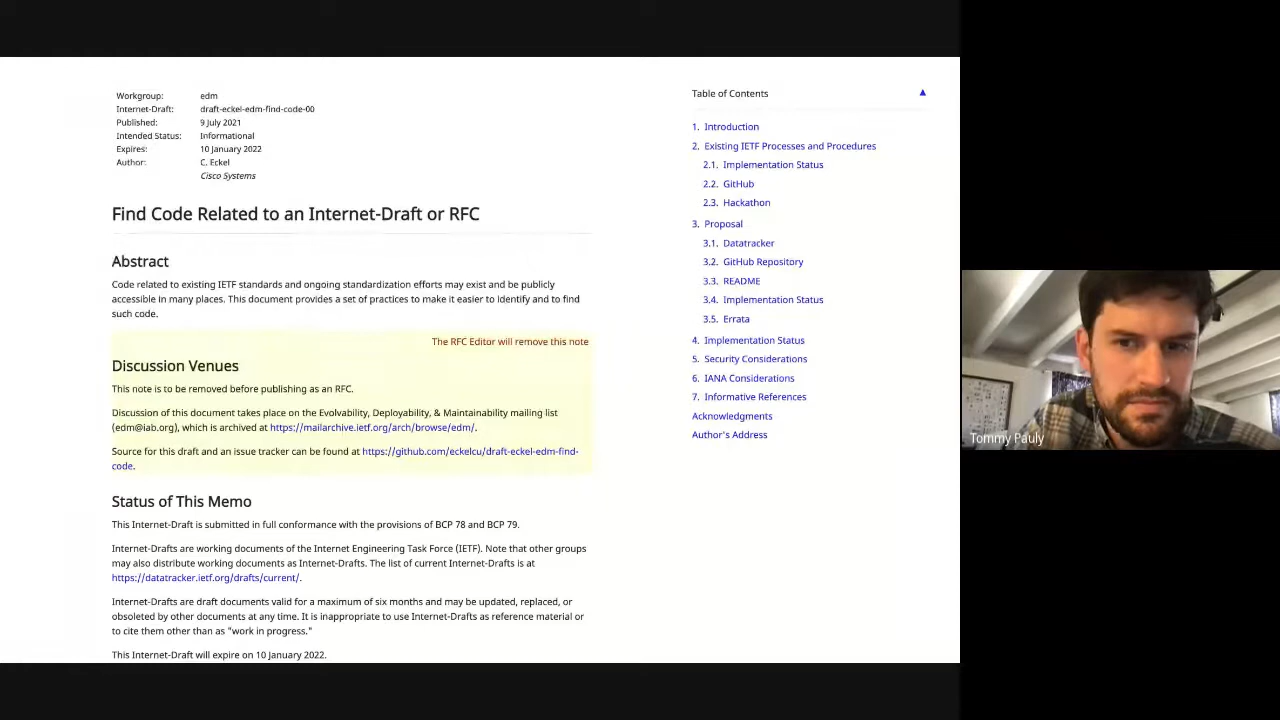 Workgroup: edm
Internet-Draft: draft-eckel-edm-find-code-00
Published: 9 July 2021
Intended Status: Informational
Expires: 10 January 2022
Author: C. Eckel
Cisco Systems
Find Code Related to an Internet-Draft or RFC
Abstract
Code related to existing IETF standards and ongoing standardization efforts may exist and be publicly
accessible in many places. This document provides a set of practices to make it easier to identify and to find
such code.
The RFC Editor will remove this note
Discussion Venues
This note is to be removed before publishing as an RFC.
Discussion of this document takes place on the Evolvability, Deployability, & Maintainability mailing list
(edm@iab.org), which is archived at https://mailarchive.ietf.org/arch/browse/edm/.
Source for this draft and an issue tracker can be found at https://github.com/eckelcu/draft-eckel-edm-find-
code.
Status of This Memo
This Internet-Draft is submitted in full conformance with the provisions of BCP 78 and BCP 79.
Internet-Drafts are working documents of the Internet Engineering Task Force (IETF). Note that other groups
may also distribute working documents as Internet-Drafts. The list of current Internet-Drafts is at
https://datatracker.ietf.org/drafts/current/.
Internet-Drafts are draft documents valid for a maximum of six months and may be updated, replaced, or
obsoleted by other documents at any time. It is inappropriate to use Internet-Drafts as reference material or
to cite them other than as "work in progress."
This Internet-Draft will expire on 10 January 2022.
Table of Contents ▲
1. Introduction
2. Existing IETF Processes and Procedures
2.1. Implementation Status
2.2. GitHub
2.3. Hackathon
3. Proposal
3.1. Datatracker
3.2. GitHub Repository
3.3. README
3.4. Implementation Status
3.5. Errata
4. Implementation Status
5. Security Considerations
6. IANA Considerations
7. Informative References
Acknowledgments
Author's Address
Tommy Pauly